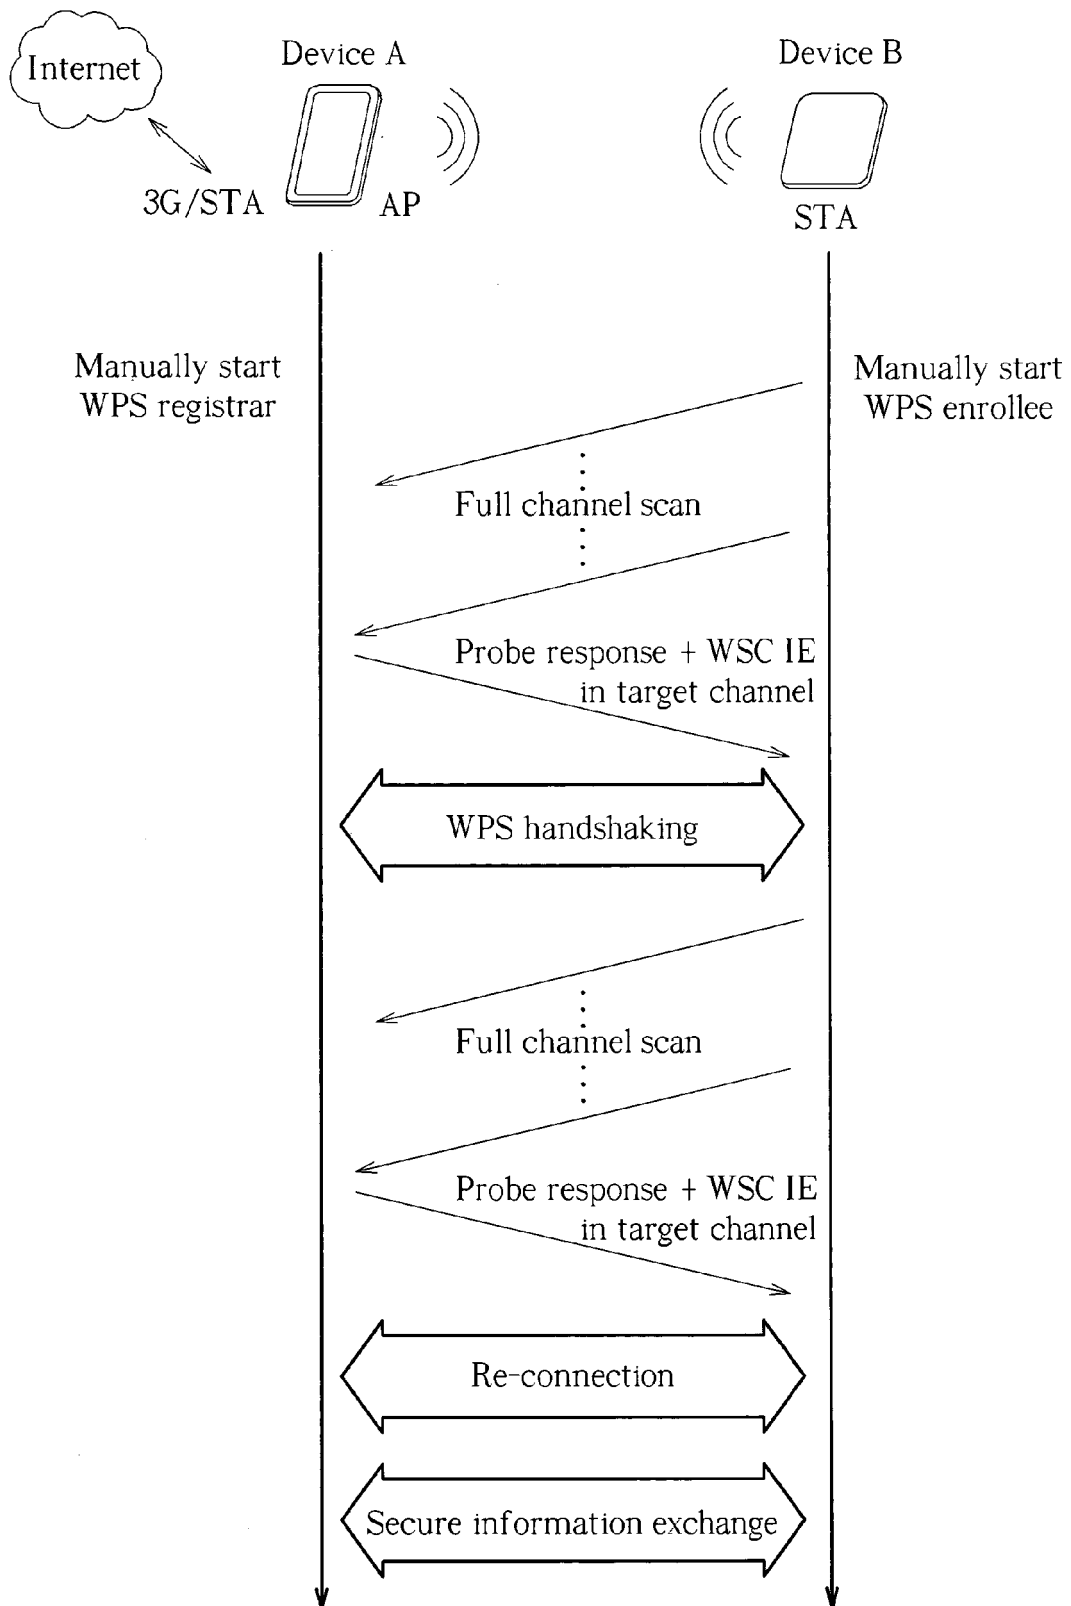 Internet
Device A
Device B
3G/STA
AP
STA
Manually start
WPS registrar
Manually start
WPS enrollee
Full channel scan
Probe response + WSC IE
in target channel
WPS handshaking
Full channel scan
Probe response + WSC IE
in target channel
Re-connection
Secure information exchange